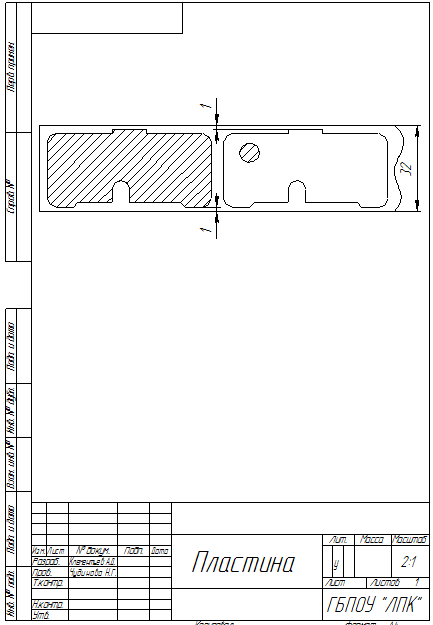 Перв. примен.
Справ. №
Подп. и дата
Инв. № дубл.
Взам. инв. №
Подп. и дата
Инв. № подл.
1
32
1
Изм. Лист № докум. Подп. Дата
Разраб. Клементьев А.В.
Пров. Чудинова Н.Г.
Т.контр.
Н.контр.
Утв.
Пластина
Лит. Масса Масштаб
у 2:1
Лист Листов 1
ГБПОУ "ЛПК"
Копировал Формат А4